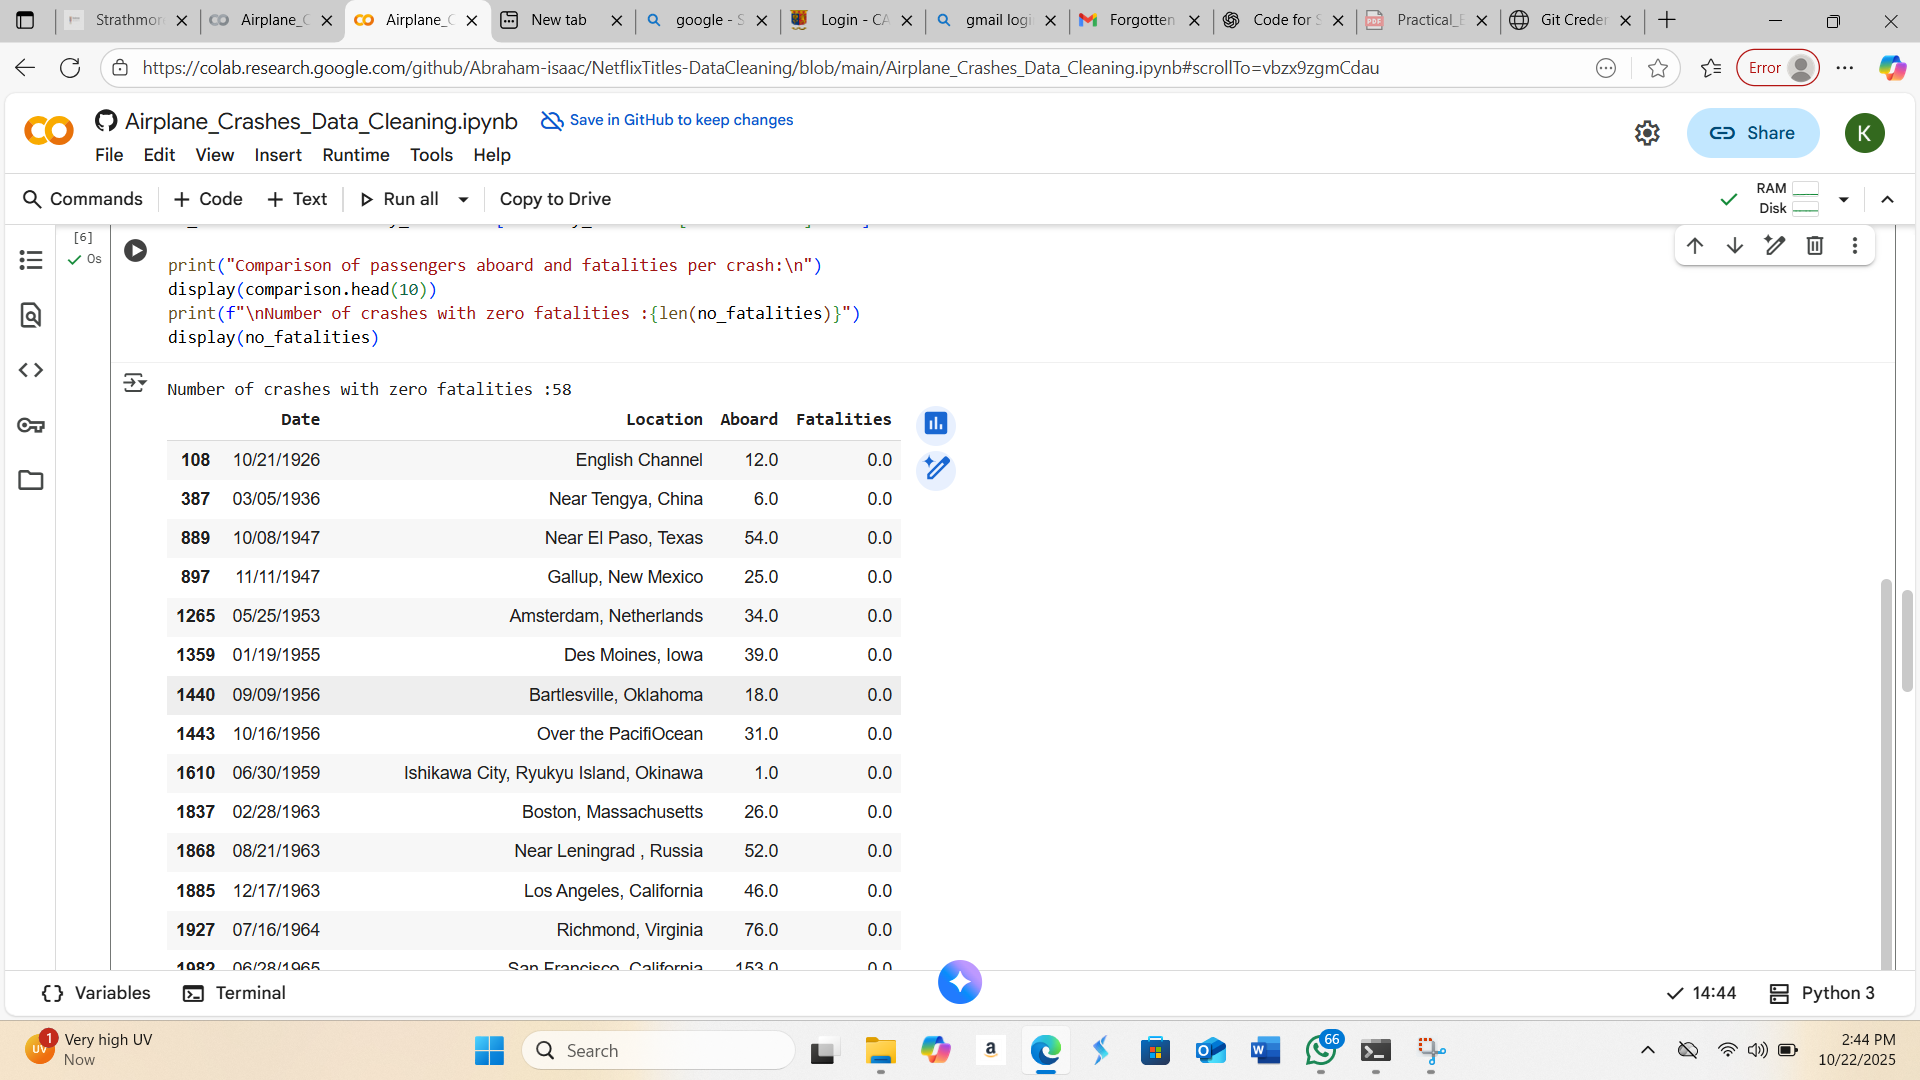 Strathmor
Airplane_C
Airplane_C
New tab
google - S
Login - CA
gmail logi
Forgotten
Code for S
Practical_E
Git Creder
https://colab.research.google.com/github/Abraham-isaac/NetflixTitles-DataCleaning/blob/main/Airplane_Crashes_Data_Cleaning.ipynb#scrollTo=vbzx9zgmCdau
Error
Airplane_Crashes_Data_Cleaning.ipynb
Save in GitHub to keep changes
File Edit View Insert Runtime Tools Help
Share
K
Commands + Code + Text Run all Copy to Drive
RAM
Disk
[6]
0s
print("Comparison of passengers aboard and fatalities per crash:\n")
display(comparison.head(10))
print(f"\nNumber of crashes with zero fatalities :{len(no_fatalities)}")
display(no_fatalities)
Number of crashes with zero fatalities :58
Date Location Aboard Fatalities
108 10/21/1926 English Channel 12.0 0.0
387 03/05/1936 Near Tengya, China 6.0 0.0
889 10/08/1947 Near El Paso, Texas 54.0 0.0
897 11/11/1947 Gallup, New Mexico 25.0 0.0
1265 05/25/1953 Amsterdam, Netherlands 34.0 0.0
1359 01/19/1955 Des Moines, Iowa 39.0 0.0
1440 09/09/1956 Bartlesville, Oklahoma 18.0 0.0
1443 10/16/1956 Over the PacifiOcean 31.0 0.0
1610 06/30/1959 Ishikawa City, Ryukyu Island, Okinawa 1.0 0.0
1837 02/28/1963 Boston, Massachusetts 26.0 0.0
1868 08/21/1963 Near Leningrad , Russia 52.0 0.0
1885 12/17/1963 Los Angeles, California 46.0 0.0
1927 07/16/1964 Richmond, Virginia 76.0 0.0
1982 06/28/1965 San Francisco, California 153.0 0.0
Variables
Terminal
14:44
Python 3
UV
1
Very high UV
Now
Search
66
2:44 PM
10/22/2025